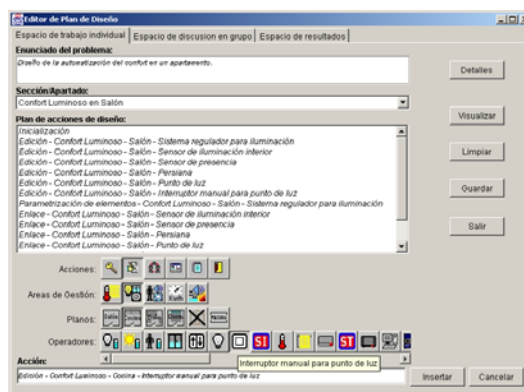 Editor de Plan de Diseño
Espacio de trabajo individual
Espacio de discusion en grupo
Espacio de resultados
Enunciado del problema:
Diseño de la automatización del confort en un apartamento.
Detalles
Sección/Apartado:
Confort Luminoso en Salón
Plan de acciones de diseño:
Visualizar
Inicialización
Edición - Confort Luminoso - Salón - Sistema regulador para iluminación
Edición - Confort Luminoso - Salón - Sensor de iluminación interior
Edición - Confort Luminoso - Salón - Sensor de presencia
Edición - Confort Luminoso - Salón - Persiana
Edición - Confort Luminoso - Salón - Punto de luz
Edición - Confort Luminoso - Salón - Interruptor manual para punto de luz
Parametrización de elementos - Confort Luminoso - Salón - Sistema regulador para iluminación
Enlace - Confort Luminoso - Salón - Sensor de iluminación interior
Enlace - Confort Luminoso - Salón - Sensor de presencia
Enlace - Confort Luminoso - Salón - Persiana
Enlace - Confort Luminoso - Salón - Punto de luz
Limpiar
Guardar
Salir
Acciones:
Areas de Gestión:
Planos:
Operadores:
SI
ST
Interruptor manual para punto de luz
Acción:
Edición - Confort Luminoso - Cocina - Interruptor manual para punto de luz
Insertar
Cancelar